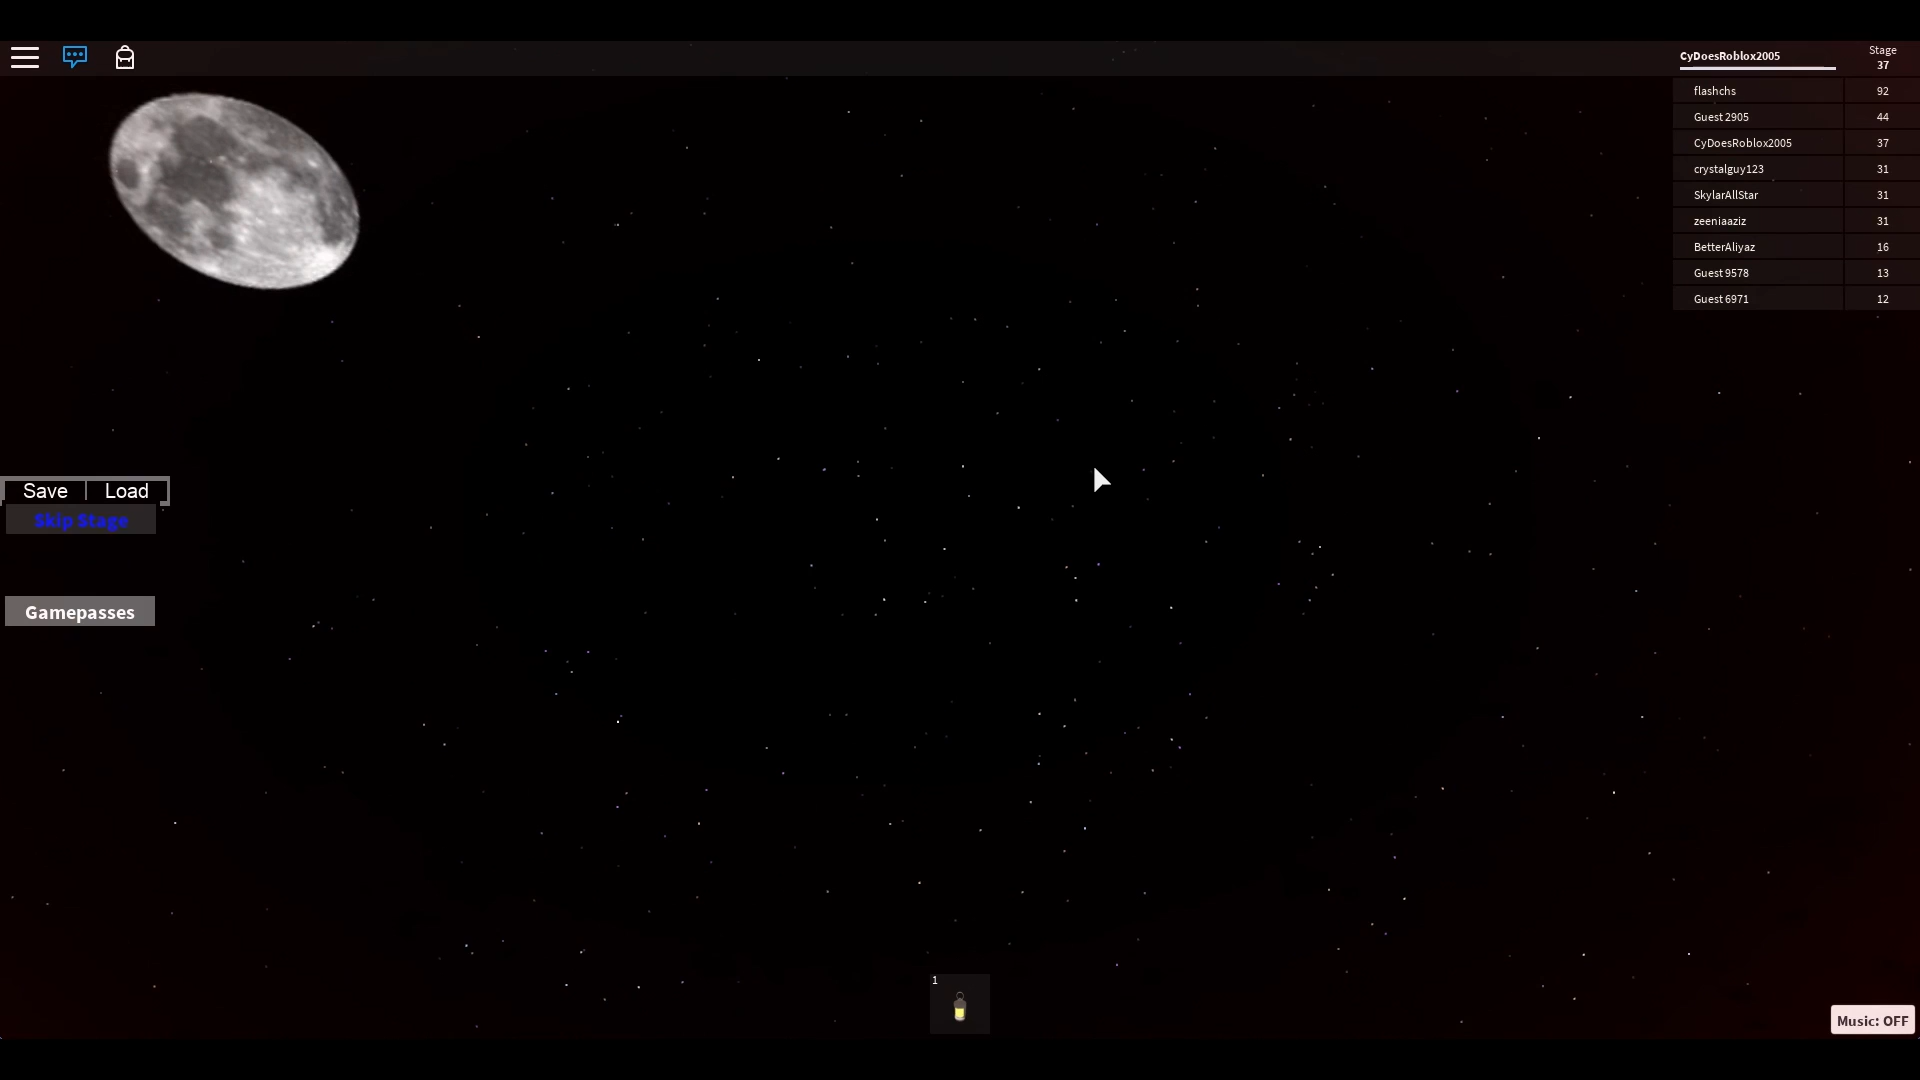 CyDoesRoblox2005
Stage
37
flashchs 92
Guest 2905 44
CyDoesRoblox2005 37
crystalguy123 31
SkylarAllStar 31
zeeniaaziz 31
BetterAliyaz 16
Guest 9578 13
Guest 6971 12
Save Load
Skip Stage
Gamepasses
1
Music: OFF